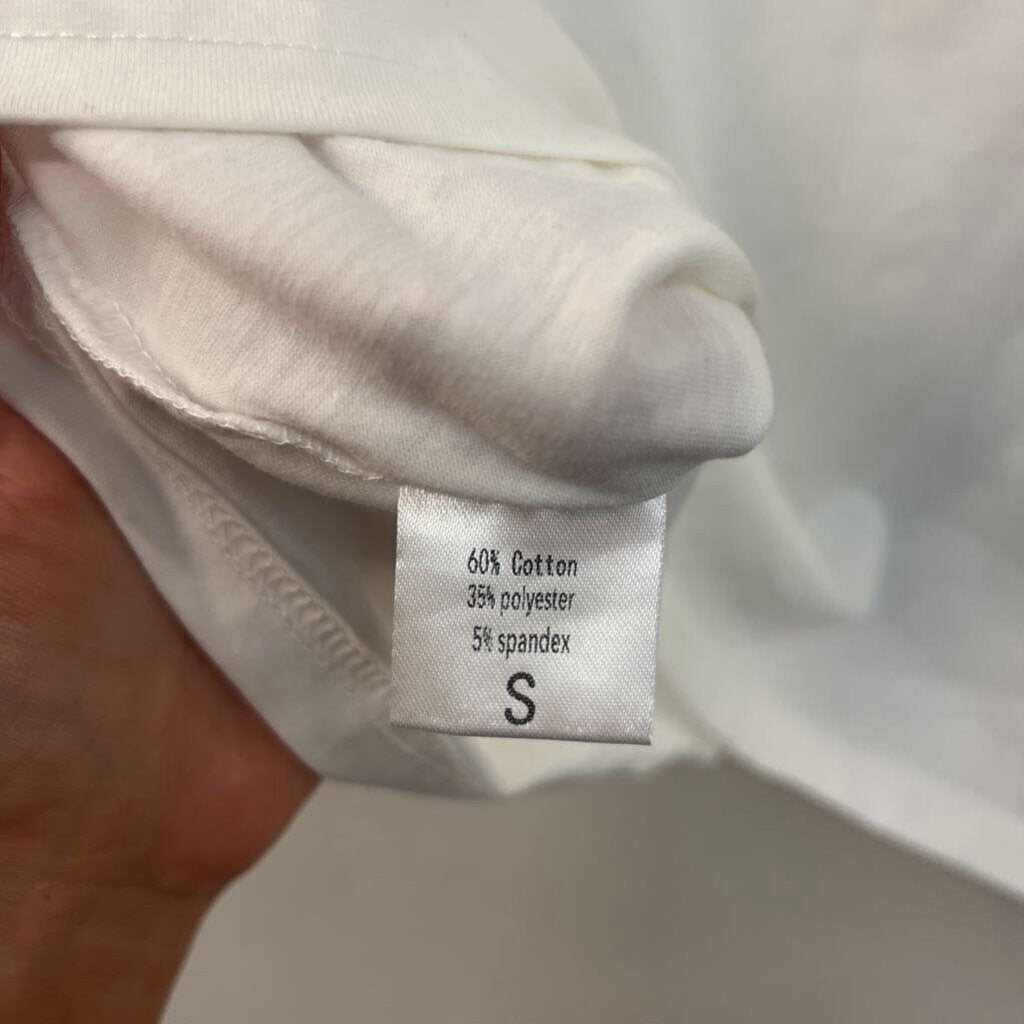 60% Cotton
35% polyester
5% spandex
S